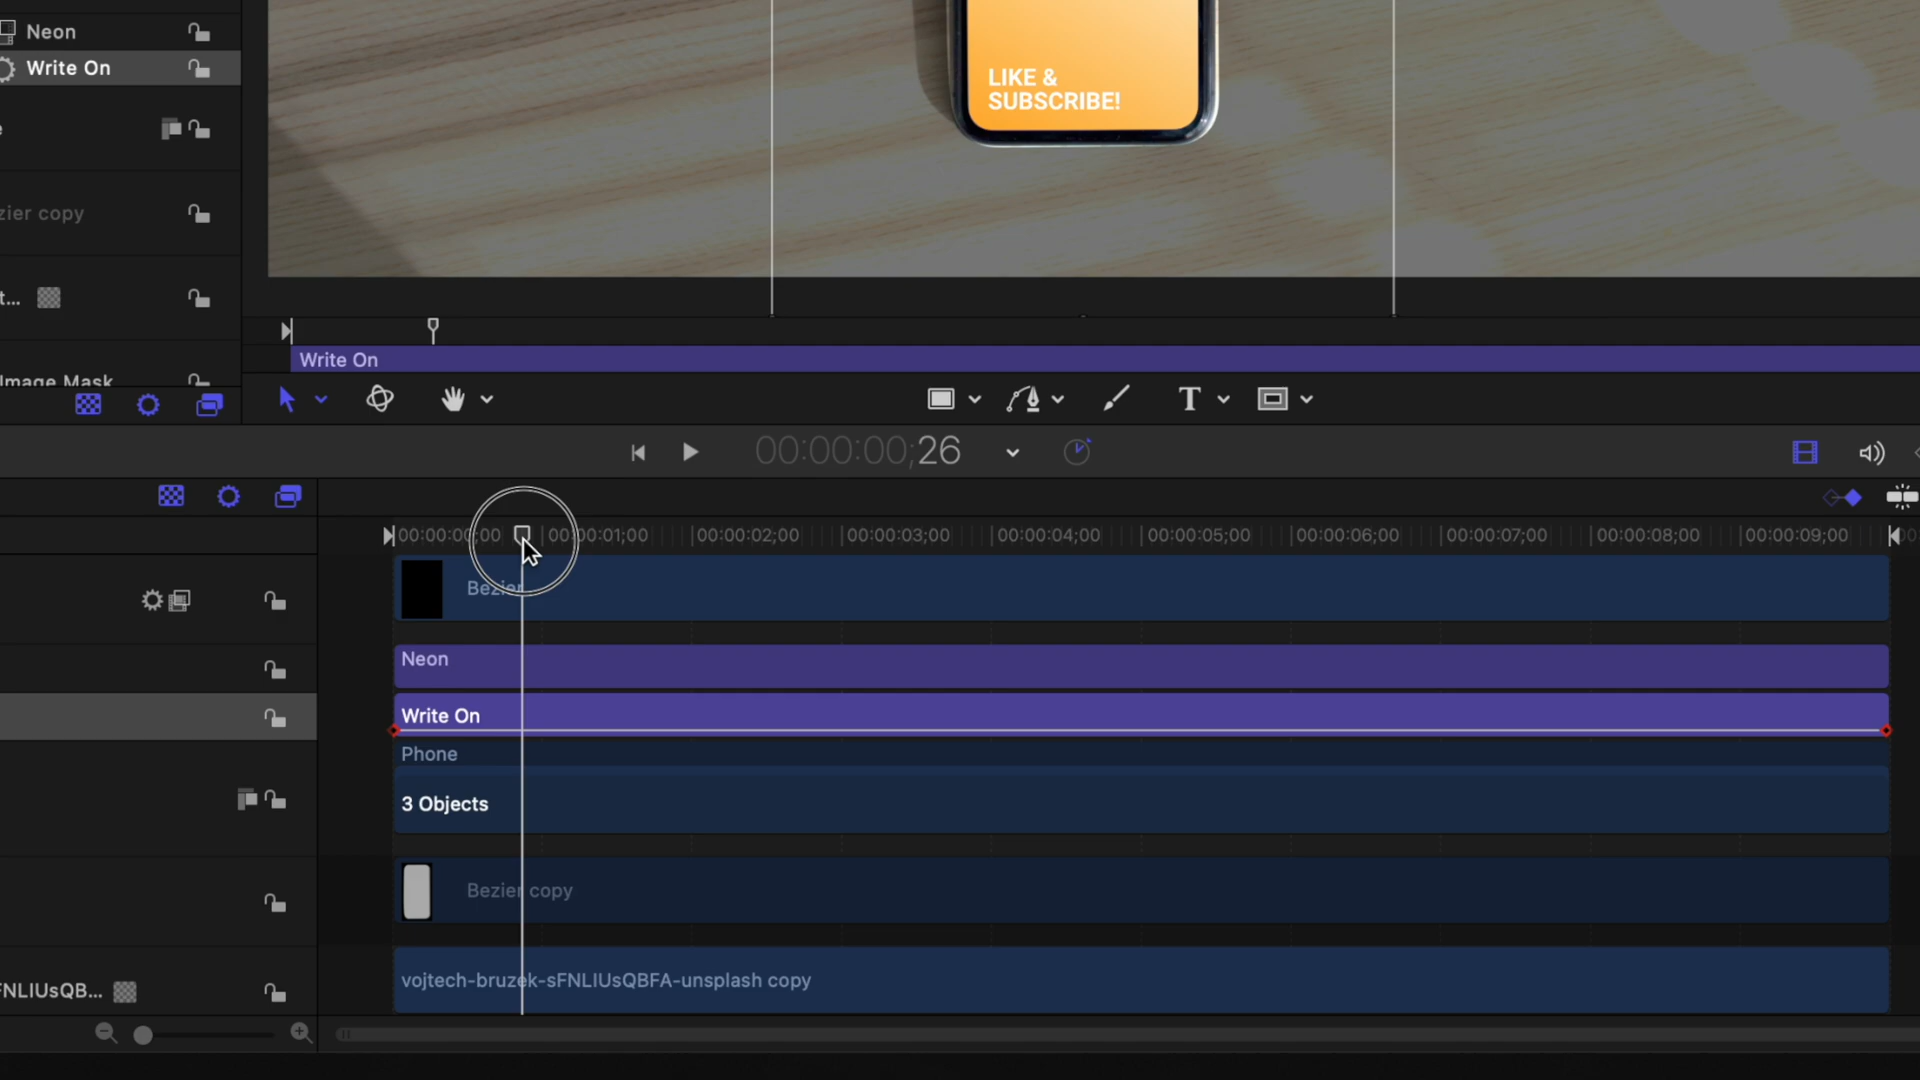 Neon
Write On
zier copy
t...
Image Mask
LIKE &
SUBSCRIBE!
Write On
T
00:00:00;26
00:00:00;00
00:00:01;00
00:00:02;00
00:00:03;00
00:00:04;00
00:00:05;00
00:00:06;00
00:00:07;00
00:00:08;00
00:00:09;00
Bezier
Neon
Write On
Phone
3 Objects
Bezier copy
FNLIUsQB...
vojtech-bruzek-sFNLIUsQBFA-unsplash copy